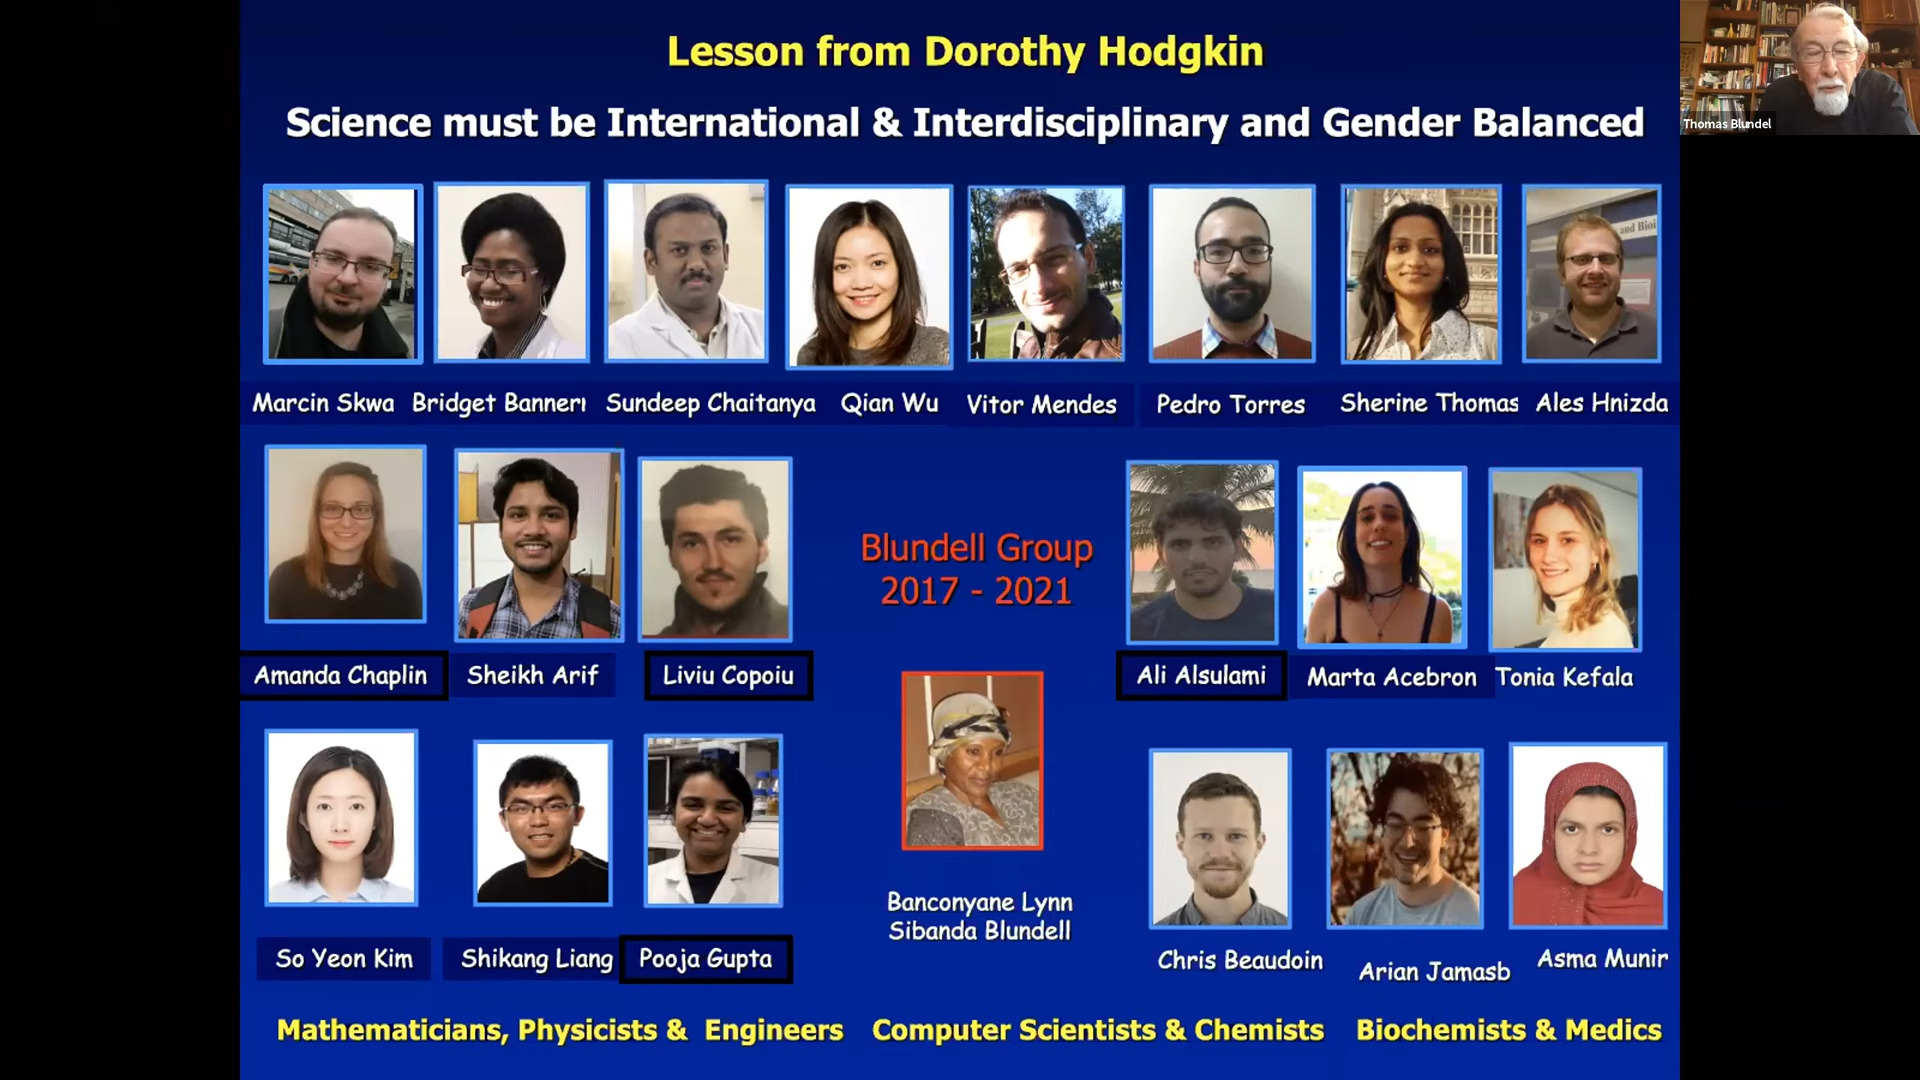 Lesson from Dorothy Hodgkin
Thomas Blundel
Science must be International & Interdisciplinary and Gender Balanced
and Bioi
Marcin Skwa Bridget Bannerı Sundeep Chaitanya Qian Wu Vitor Mendes Pedro Torres Sherine Thomas Ales Hnizda
Blundell Group
2017 - 2021
Amanda Chaplin Sheikh Arif Liviu Copoiu Ali Alsulami Marta Acebron Tonia Kefala
Banconyane Lynn
Sibanda Blundell
So Yeon Kim Shikang Liang Pooja Gupta Chris Beaudoin Arian Jamasb Asma Munir
Mathematicians, Physicists & Engineers Computer Scientists & Chemists Biochemists & Medics